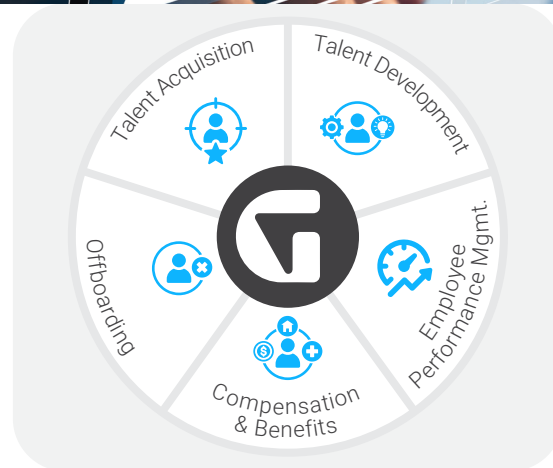 Talent Acquisition
Talent Development
Employee
Performance Mgmt.
Compensation
& Benefits
Offboarding